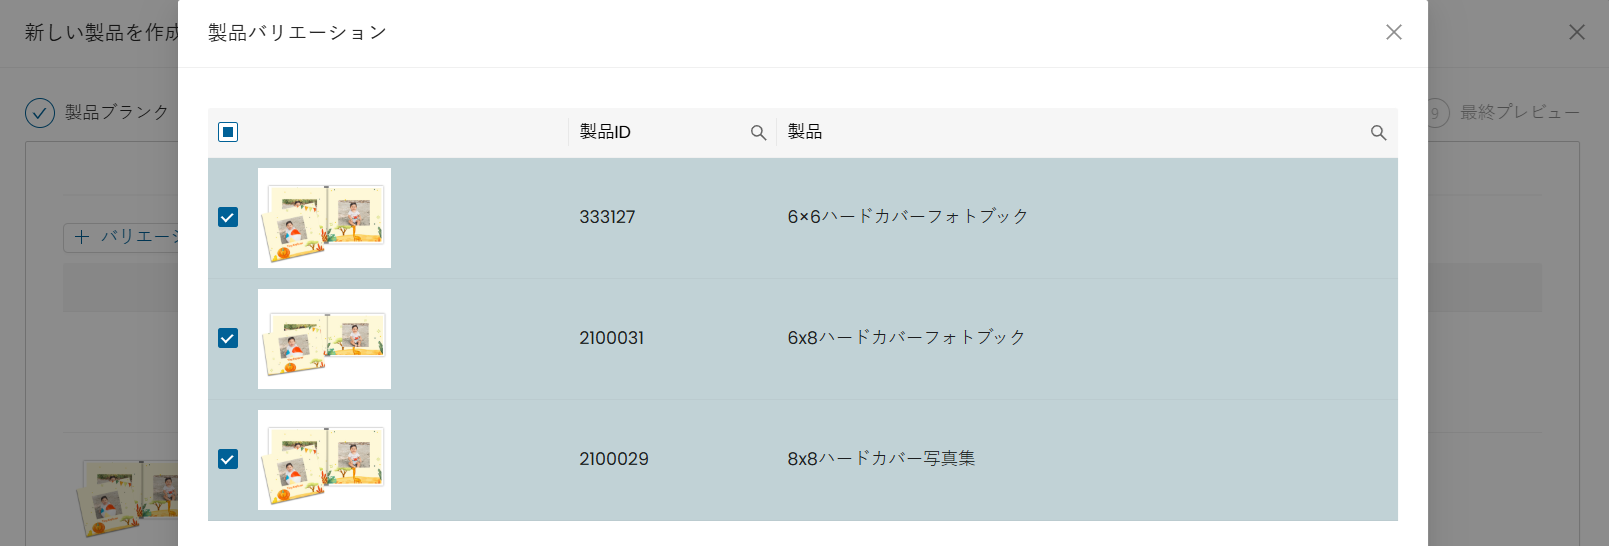 新しい製品を作成
製品バリエーション
製品ブランク
9 最終プレビュー
バリエーシ
製品ID
製品
333127
6×6ハードカバーフォトブック
2100031
6x8ハードカバーフォトブック
2100029
8x8ハードカバー写真集